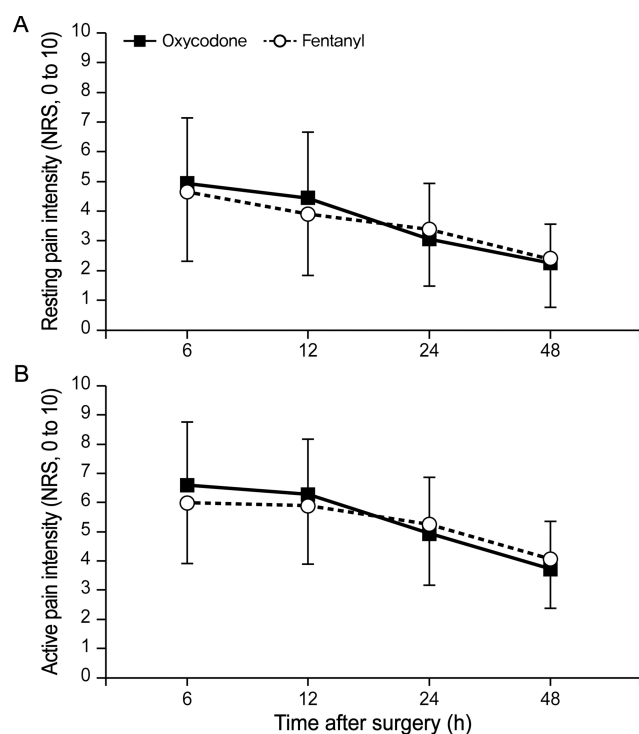 A
Oxycodone Fentanyl
Resting pain intensity (NRS, 0 to 10)
10
9
8
7
6
5
4
3
2
1
0
6 12 24 48
B
Active pain intensity (NRS, 0 to 10)
10
9
8
7
6
5
4
3
2
1
0
6 12 24 48
Time after surgery (h)